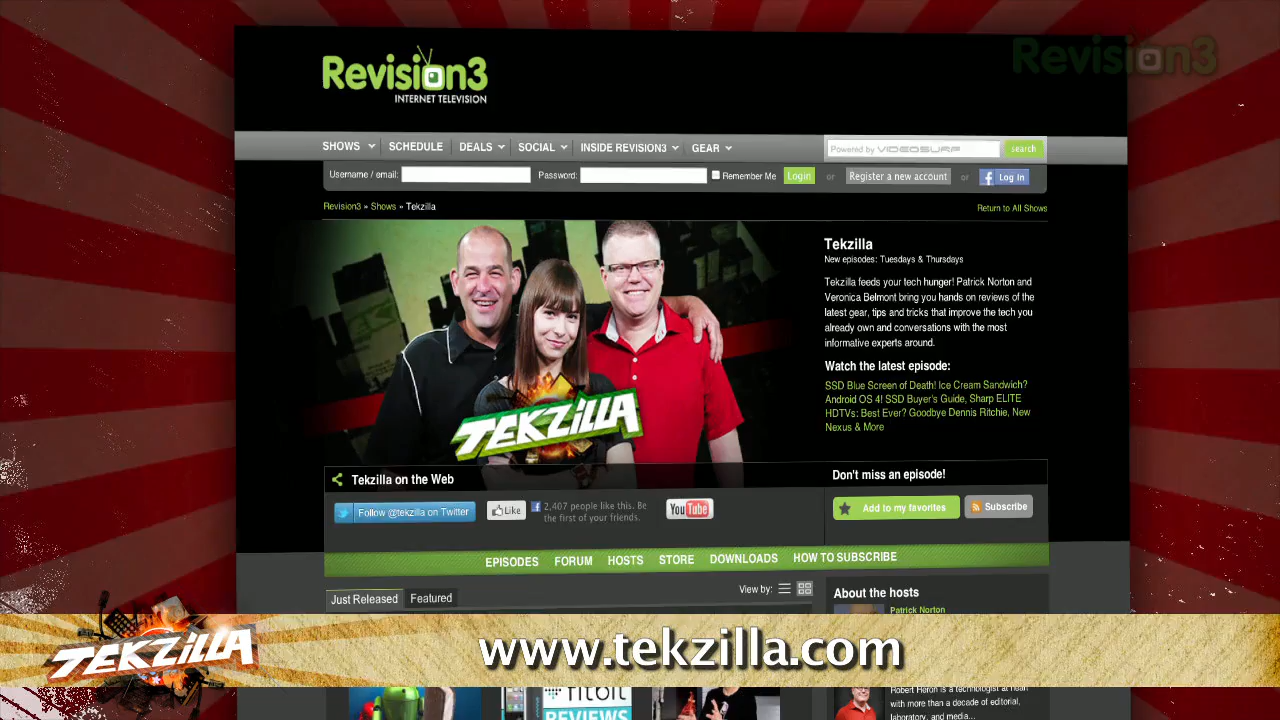 Revision3
Revision3
INTERNET TELEVISION
SHOWS
SCHEDULE
DEALS
SOCIAL
INSIDE REVISION3
GEAR
Powered by VIDEOSURF
search
Username / email:
Password:
Remember Me
Login
or
Register a new account
or
f Log In
Revision3 » Shows » Tekzilla
Return to All Shows
Tekzilla
New episodes: Tuesdays & Thursdays
Tekzilla feeds your tech hunger! Patrick Norton and
Veronica Belmont bring you hands on reviews of the
latest gear, tips and tricks that improve the tech you
already own and conversations with the most
informative experts around.
Watch the latest episode:
SSD Blue Screen of Death! Ice Cream Sandwich?
Android OS 4! SSD Buyer's Guide, Sharp ELITE
HDTVs: Best Ever? Goodbye Dennis Ritchie, New
Nexus & More
TEKZILLA
Tekzilla on the Web
Don't miss an episode!
Follow @tekzilla on Twitter
Like
f 2,407 people like this. Be
the first of your friends.
You Tube
Add to my favorites
Subscribe
EPISODES
FORUM
HOSTS
STORE
DOWNLOADS
HOW TO SUBSCRIBE
View by:
Just Released
Featured
About the hosts
Patrick Norton
TEKZILLA
www.tekzilla.com
fitbit
REVIEWS
Robert Heron is a technologist at heart
with more than a decade of editorial,
laboratory, and media...